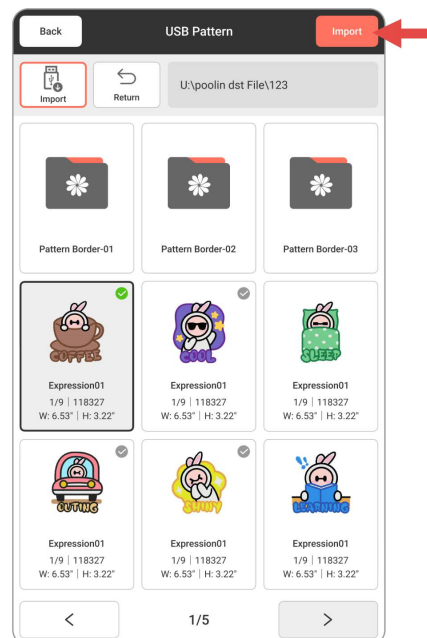 Back
USB Pattern
Import
Import
Return
U:\poolin dst File\123
Pattern Border-01
Pattern Border-02
Pattern Border-03
COFFEE
COOL
SLEEP
Expression01
Expression01
Expression01
1/9 | 118327
1/9 | 118327
1/9 | 118327
W: 6.53" | H: 3.22"
W: 6.53" | H: 3.22"
W: 6.53" | H: 3.22"
OUTING
SHINY
LEARNING
Expression01
Expression01
Expression01
1/9 | 118327
1/9 | 118327
1/9 | 118327
W: 6.53" | H: 3.22"
W: 6.53" | H: 3.22"
W: 6.53" | H: 3.22"
<
1/5
>